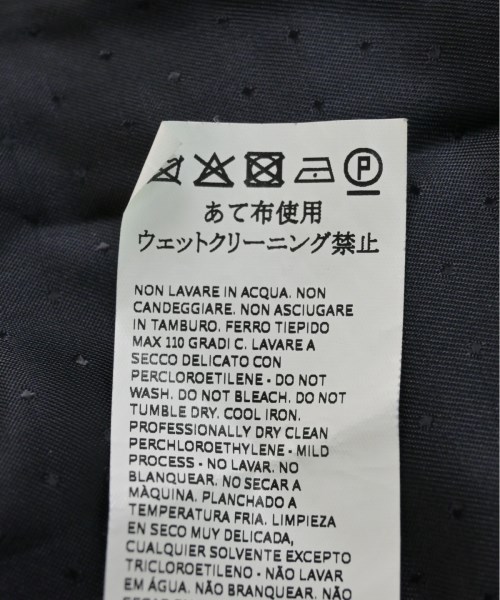 P
あて布使用
ウェットクリーニング禁止
NON LAVARE IN ACQUA. NON
CANDEGGIARE. NON ASCIUGARE
IN TAMBURO. FERRO TIEPIDO
MAX 110 GRADI C. LAVARE A
SECCO DELICATO CON
PERCLOROETILENE - DO NOT
WASH. DO NOT BLEACH. DO NOT
TUMBLE DRY. COOL IRON.
PROFESSIONALLY DRY CLEAN
PERCHLOROETHYLENE - MILD
PROCESS - NO LAVAR. NO
BLANQUEAR. NO SECAR A
MÀQUINA. PLANCHADO A
TEMPERATURA FRIA. LIMPIEZA
EN SECO MUY DELICADA,
CUALQUIER SOLVENTE EXCEPTO
TRICLOROETILENO - NÃO LAVAR
EM ÁGUA. NÃO BRANQUEAR. NÃO